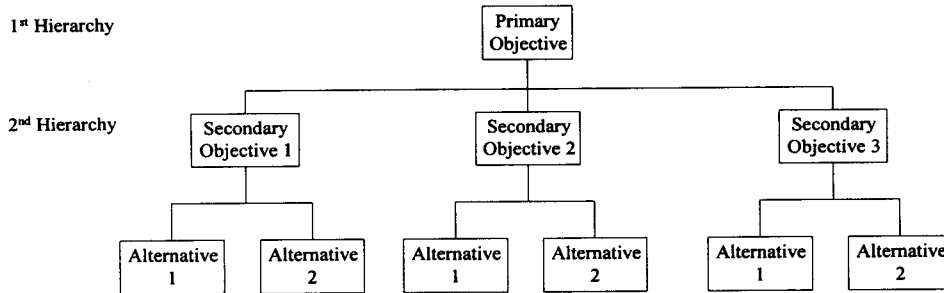 1st Hierarchy
Primary
Objective
2nd Hierarchy
Secondary
Objective 1
Secondary
Objective 2
Secondary
Objective 3
Alternative
1
Alternative
2
Alternative
1
Alternative
2
Alternative
1
Alternative
2